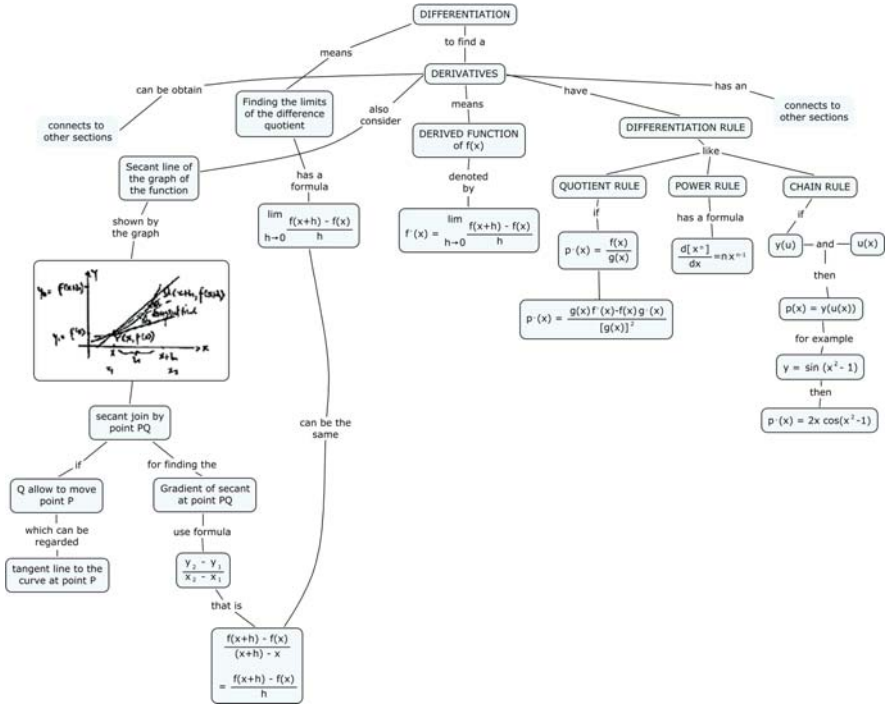 DIFFERENTIATION
to find a
means
DERIVATIVES
can be obtain
has an
connects to
other sections
connects to
other sections
Finding the limits
of the difference
quotient
has a
formula
lim
h→0 f(x+h) - f(x)
h
can be the
same
also
consider
Secant line of
the graph of
the function
shown by
the graph
y
x
x+h
x₁
x₂
secant join by
point PQ
if
Q allow to move
point P
which can be
regarded
tangent line to the
curve at point P
for finding the
Gradient of secant
at point PQ
use formula
y₂ - y₁
x₂ - x₁
that is
f(x+h) - f(x)
(x+h) - x
= f(x+h) - f(x)
h
means
DERIVED FUNCTION
of f(x)
denoted
by
f'(x) = lim
h→0 f(x+h) - f(x)
h
have
DIFFERENTIATION RULE
like
QUOTIENT RULE
if
p·(x) = f(x)
g(x)
p·(x) = g(x)f'(x)-f(x)g·(x)
[g(x)]²
POWER RULE
has a formula
d[xⁿ]
dx =nxⁿ⁻¹
CHAIN RULE
if
y(u) and u(x)
then
p(x) = y(u(x))
for example
y = sin (x²- 1)
then
p·(x) = 2x cos(x²-1)